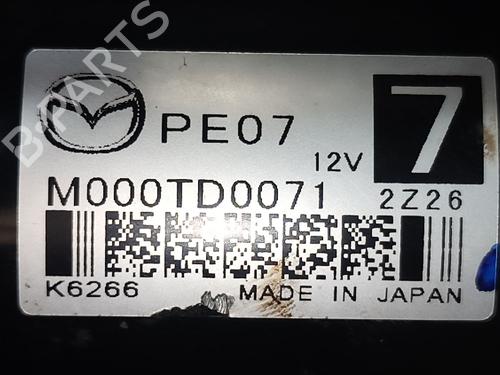 PE07
12V
7
M000TD0071
2Z26
K6266
MADE IN JAPAN
B-PARTS